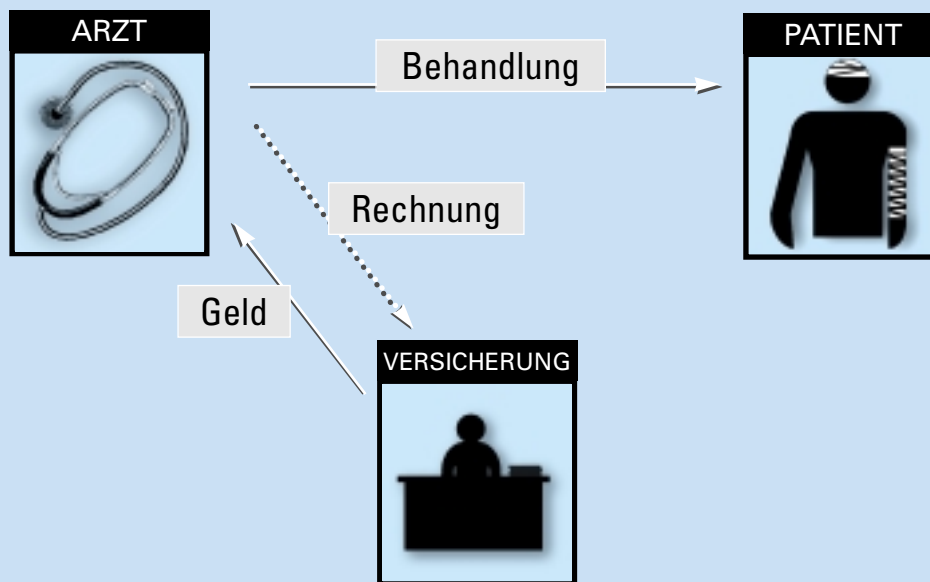 ARZT
PATIENT
Behandlung
Rechnung
Geld
VERSICHERUNG